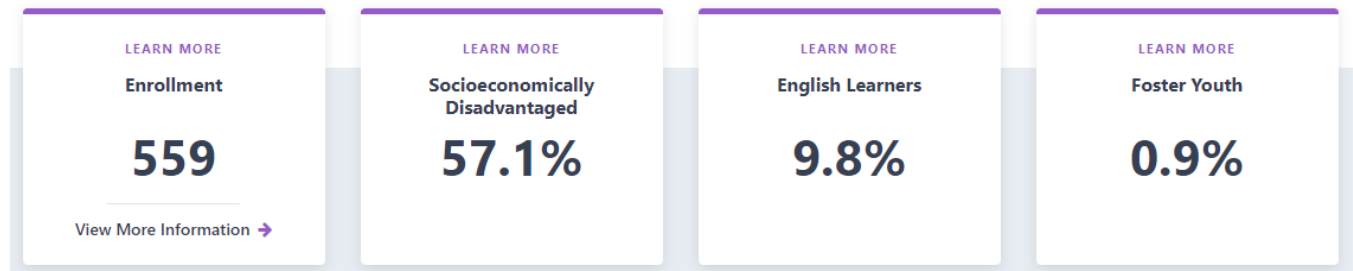 LEARN MORE
Enrollment
559
View More Information
LEARN MORE
Socioeconomically
Disadvantaged
57.1%
LEARN MORE
English Learners
9.8%
LEARN MORE
Foster Youth
0.9%